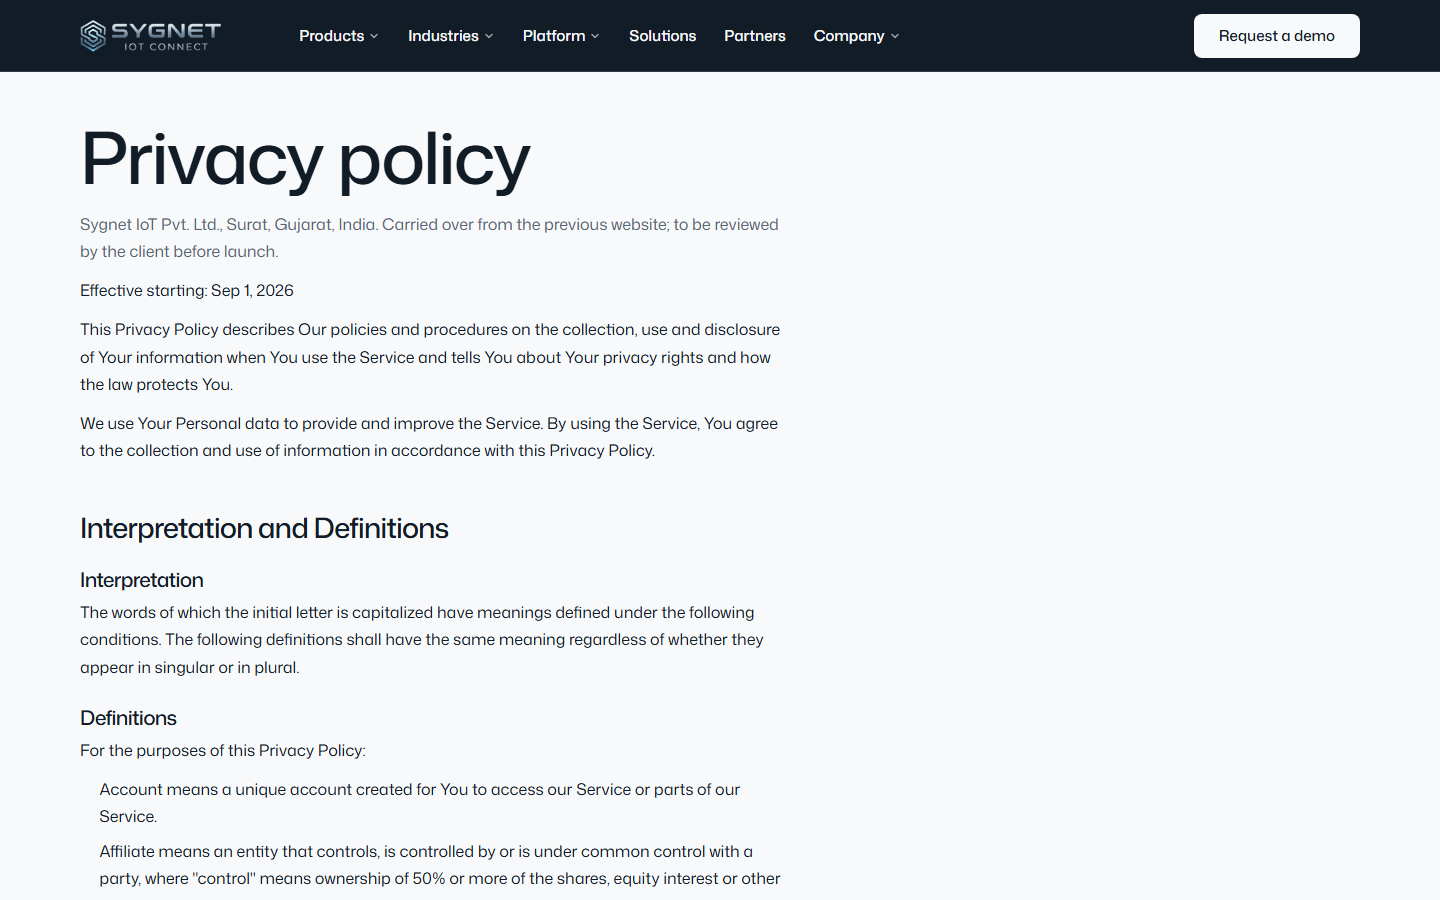 SYGNET
IOT CONNECT
Products
Industries
Platform
Solutions
Partners
Company
Request a demo
Privacy policy
Sygnet IoT Pvt. Ltd., Surat, Gujarat, India. Carried over from the previous website; to be reviewed
by the client before launch.
Effective starting: Sep 1, 2026
This Privacy Policy describes Our policies and procedures on the collection, use and disclosure
of Your information when You use the Service and tells You about Your privacy rights and how
the law protects You.
We use Your Personal data to provide and improve the Service. By using the Service, You agree
to the collection and use of information in accordance with this Privacy Policy.
Interpretation and Definitions
Interpretation
The words of which the initial letter is capitalized have meanings defined under the following
conditions. The following definitions shall have the same meaning regardless of whether they
appear in singular or in plural.
Definitions
For the purposes of this Privacy Policy:
Account means a unique account created for You to access our Service or parts of our
Service.
Affiliate means an entity that controls, is controlled by or is under common control with a
party, where "control" means ownership of 50% or more of the shares, equity interest or other